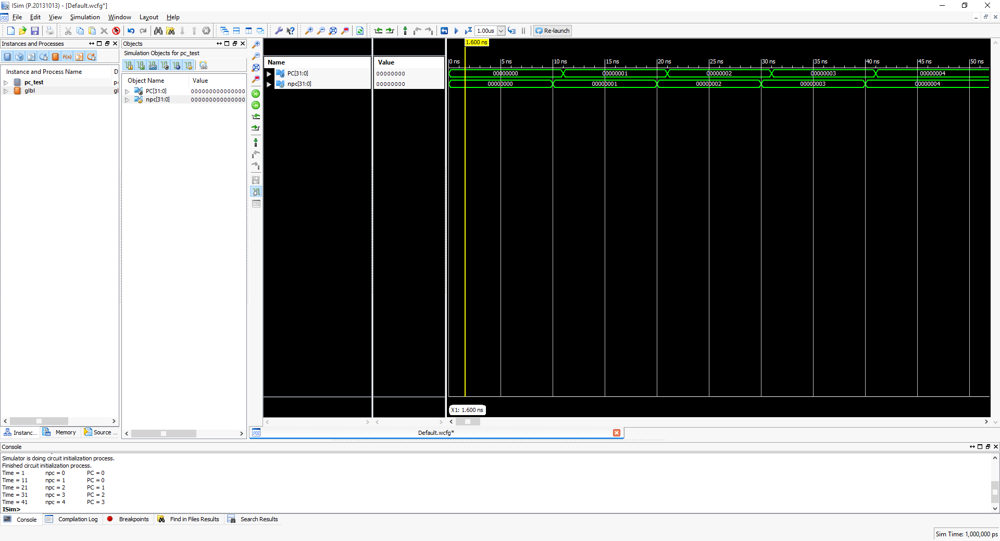 ISim (P.20131013) - [Default.wcfg*]
File Edit View Simulation Window Layout Help
1.00us Re-launch
Instances and Processes
Instance and Process Name D
pc_test
glbl gl
Instanc... Memory Source ...
Objects
Simulation Objects for pc_test
Object Name Value
PC[31:0] 000000000000000
npc[31:0] 000000000000000
Name Value
PC[31:0] 00000000
npc[31:0] 00000000
1.600 ns
0 ns 5 ns 10 ns 15 ns 20 ns 25 ns 30 ns 35 ns 40 ns 45 ns 50 ns
00000000 00000001 00000002 00000003 00000004
00000000 00000001 00000002 00000003 00000004
X1: 1.600 ns
Default.wcfg*
Console
Simulator is doing circuit initialization process.
Finished circuit initialization process.
Time = 1 npc = 0 PC = 0
Time = 11 npc = 1 PC = 0
Time = 21 npc = 2 PC = 1
Time = 31 npc = 3 PC = 2
Time = 41 npc = 4 PC = 3
ISim>
Console Compilation Log Breakpoints Find in Files Results Search Results
Sim Time: 1,000,000 ps